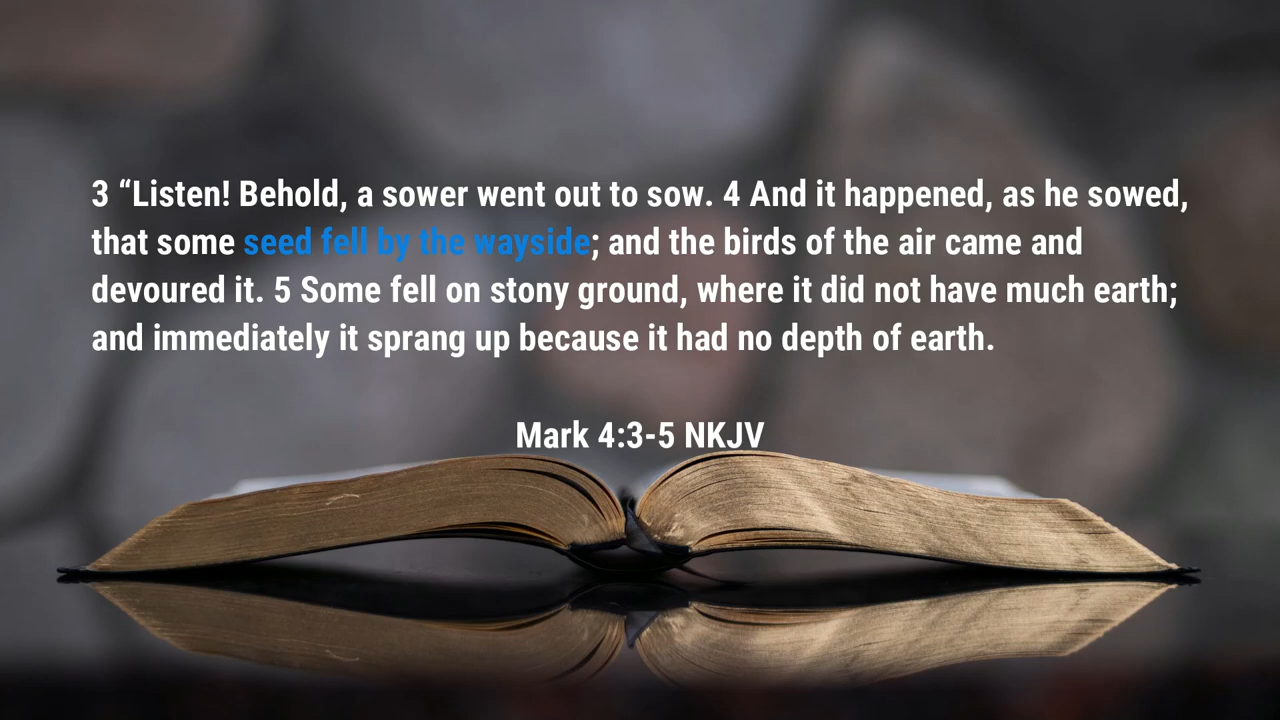 3 “Listen! Behold, a sower went out to sow. 4 And it happened, as he sowed,
that some seed fell by the wayside; and the birds of the air came and
devoured it. 5 Some fell on stony ground, where it did not have much earth;
and immediately it sprang up because it had no depth of earth.
Mark 4:3-5 NKJV